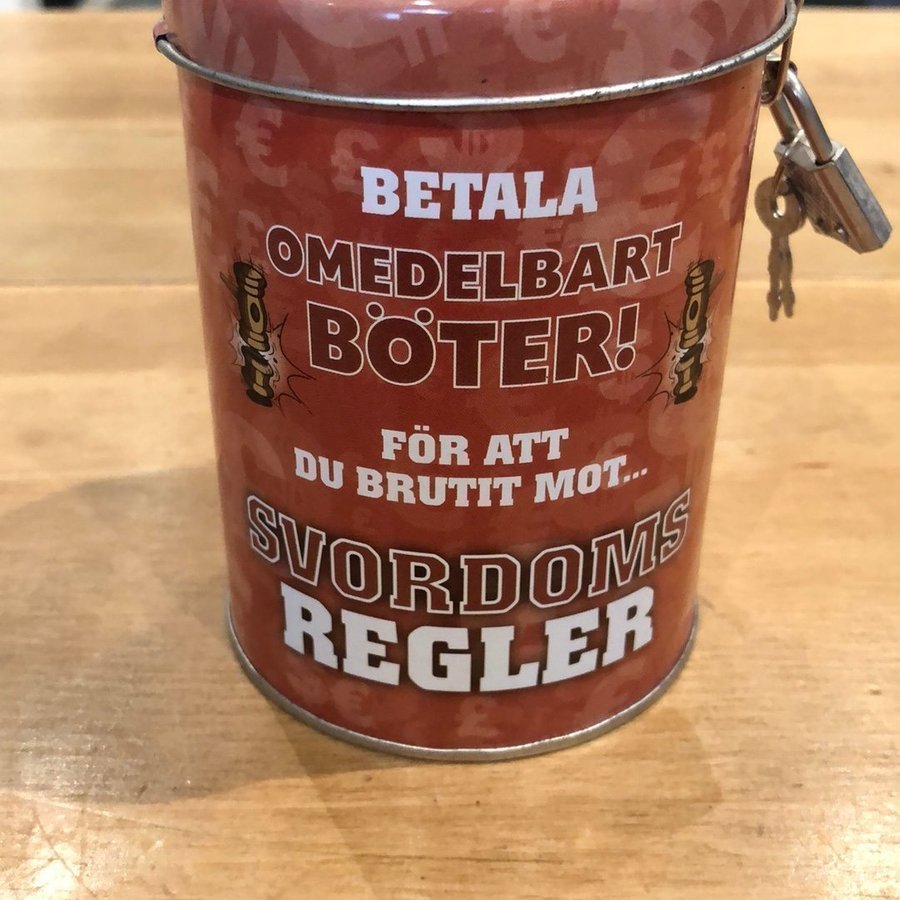 BETALA
OMEDELBART
BÖTER!
FÖR ATT
DU BRUTIT MOT...
SVORDOMS
REGLER